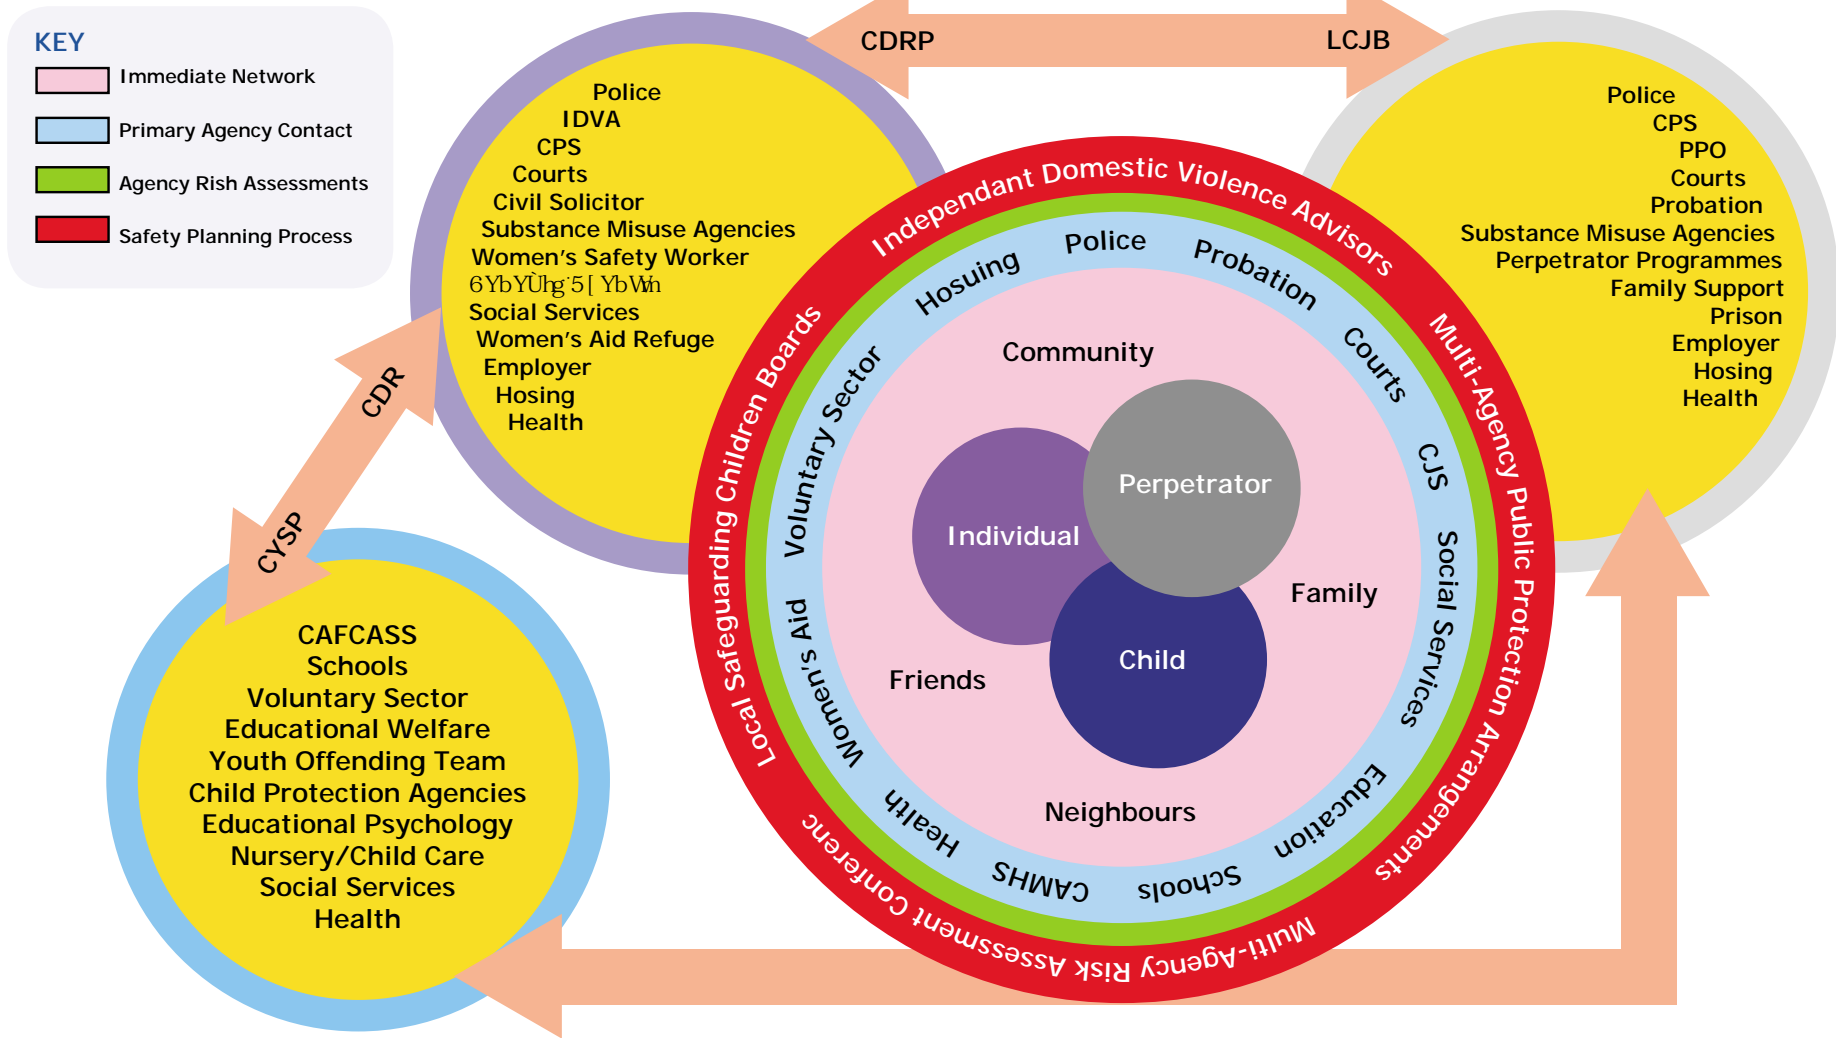 KEY
Immediate Network
Primary Agency Contact
Agency Rish Assessments
Safety Planning Process
CDRP
LCJB
Police
IDVA
CPS
Courts
Civil Solicitor
Substance Misuse Agencies
Women's Safety Worker
Social Services
Women's Aid Refuge
Employer
Hosing
Health
Police
CPS
PPO
Courts
Probation
Substance Misuse Agencies
Perpetrator Programmes
Family Support
Prison
Employer
Hosing
Health
CDR
CYSP
CAFCASS
Schools
Voluntary Sector
Educational Welfare
Youth Offending Team
Child Protection Agencies
Educational Psychology
Nursery/Child Care
Social Services
Health
Independant Domestic Violence Advisors
Multi-Agency Public Protection Arrangements
Multi-Agency Risk Assessment Conferenc
Local Safeguarding Children Boards
Police
Probation
Courts
CJS
Social Services
Education
Schools
CAMHS
Health
Women's Aid
Voluntary Sector
Hosuing
Community
Perpetrator
Individual
Family
Child
Friends
Neighbours